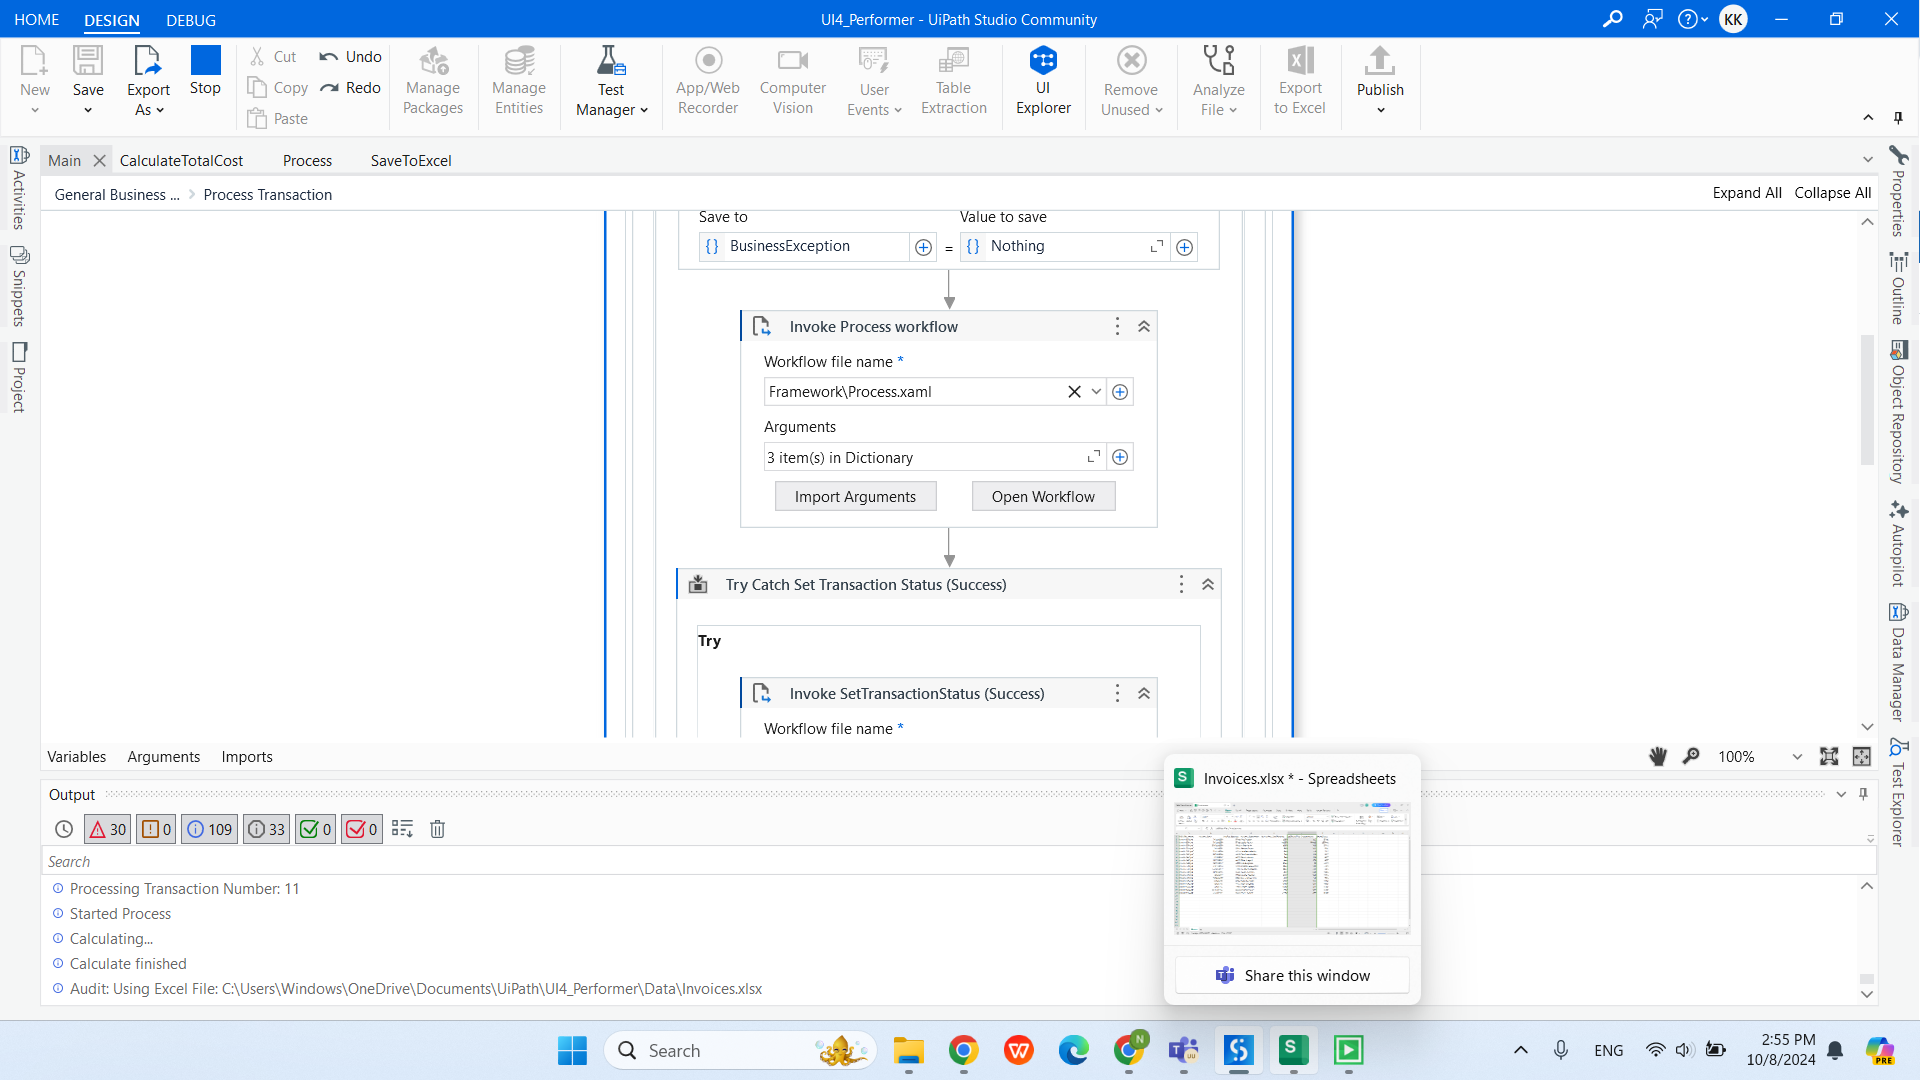 HOME DESIGN DEBUG UI4_Performer - UiPath Studio Community KK
New Save Export As Stop Cut Copy Paste Undo Redo Manage Packages Manage Entities Test Manager App/Web Recorder Computer Vision User Events Table Extraction UI Explorer Remove Unused Analyze File Export to Excel Publish
Main CalculateTotalCost Process SaveToExcel
General Business ... Process Transaction Expand All Collapse All
Activities
Snippets
Project
Properties
Outline
Object Repository
Autopilot
Data Manager
Test Explorer
Save to Value to save
{} BusinessException = {} Nothing
Invoke Process workflow
Workflow file name *
Framework\Process.xaml
Arguments
3 item(s) in Dictionary
Import Arguments Open Workflow
Try Catch Set Transaction Status (Success)
Try
Invoke SetTransactionStatus (Success)
Workflow file name *
Variables Arguments Imports 100%
Output
30 0 109 33 0 0
Search
Processing Transaction Number: 11
Started Process
Calculating...
Calculate finished
Audit: Using Excel File: C:\Users\Windows\OneDrive\Documents\UiPath\UI4_Performer\Data\Invoices.xlsx
S Invoices.xlsx * - Spreadsheets
Share this window
Search
N
S
ENG
2:55 PM
10/8/2024
PRE